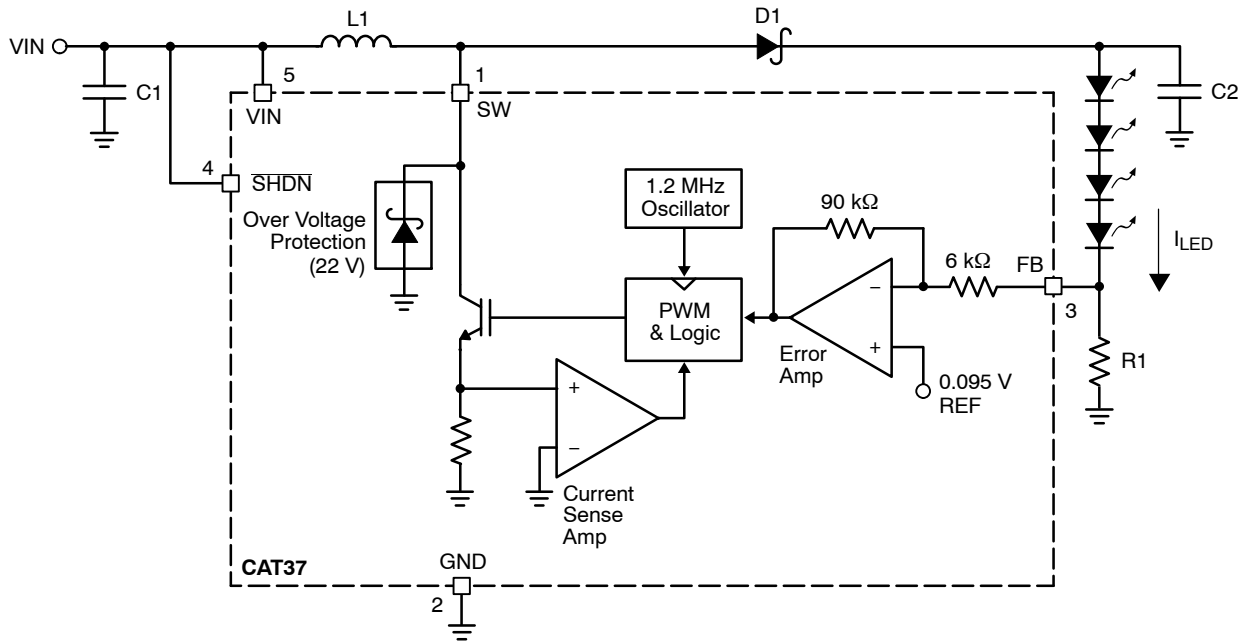 L1
D1
VIN
C1
5
1
VIN
SW
C2
4
SHDN
Over Voltage
Protection
(22 V)
1.2 MHz
Oscillator
90 kΩ
6 kΩ
FB
3
I_LED
PWM
& Logic
−
+
Error
Amp
0.095 V
REF
R1
+
−
Current
Sense
Amp
CAT37
GND
2